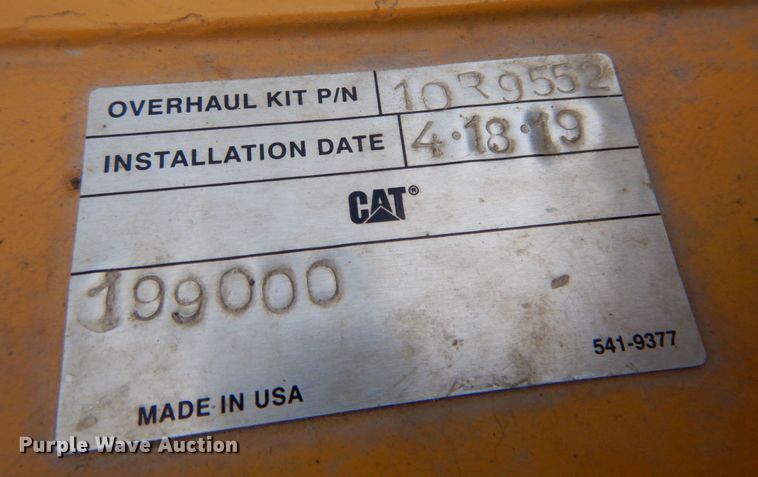 OVERHAUL KIT P/N 10R9552
INSTALLATION DATE 4·18·19
CAT®
199000
541-9377
MADE IN USA
Purple Wave Auction